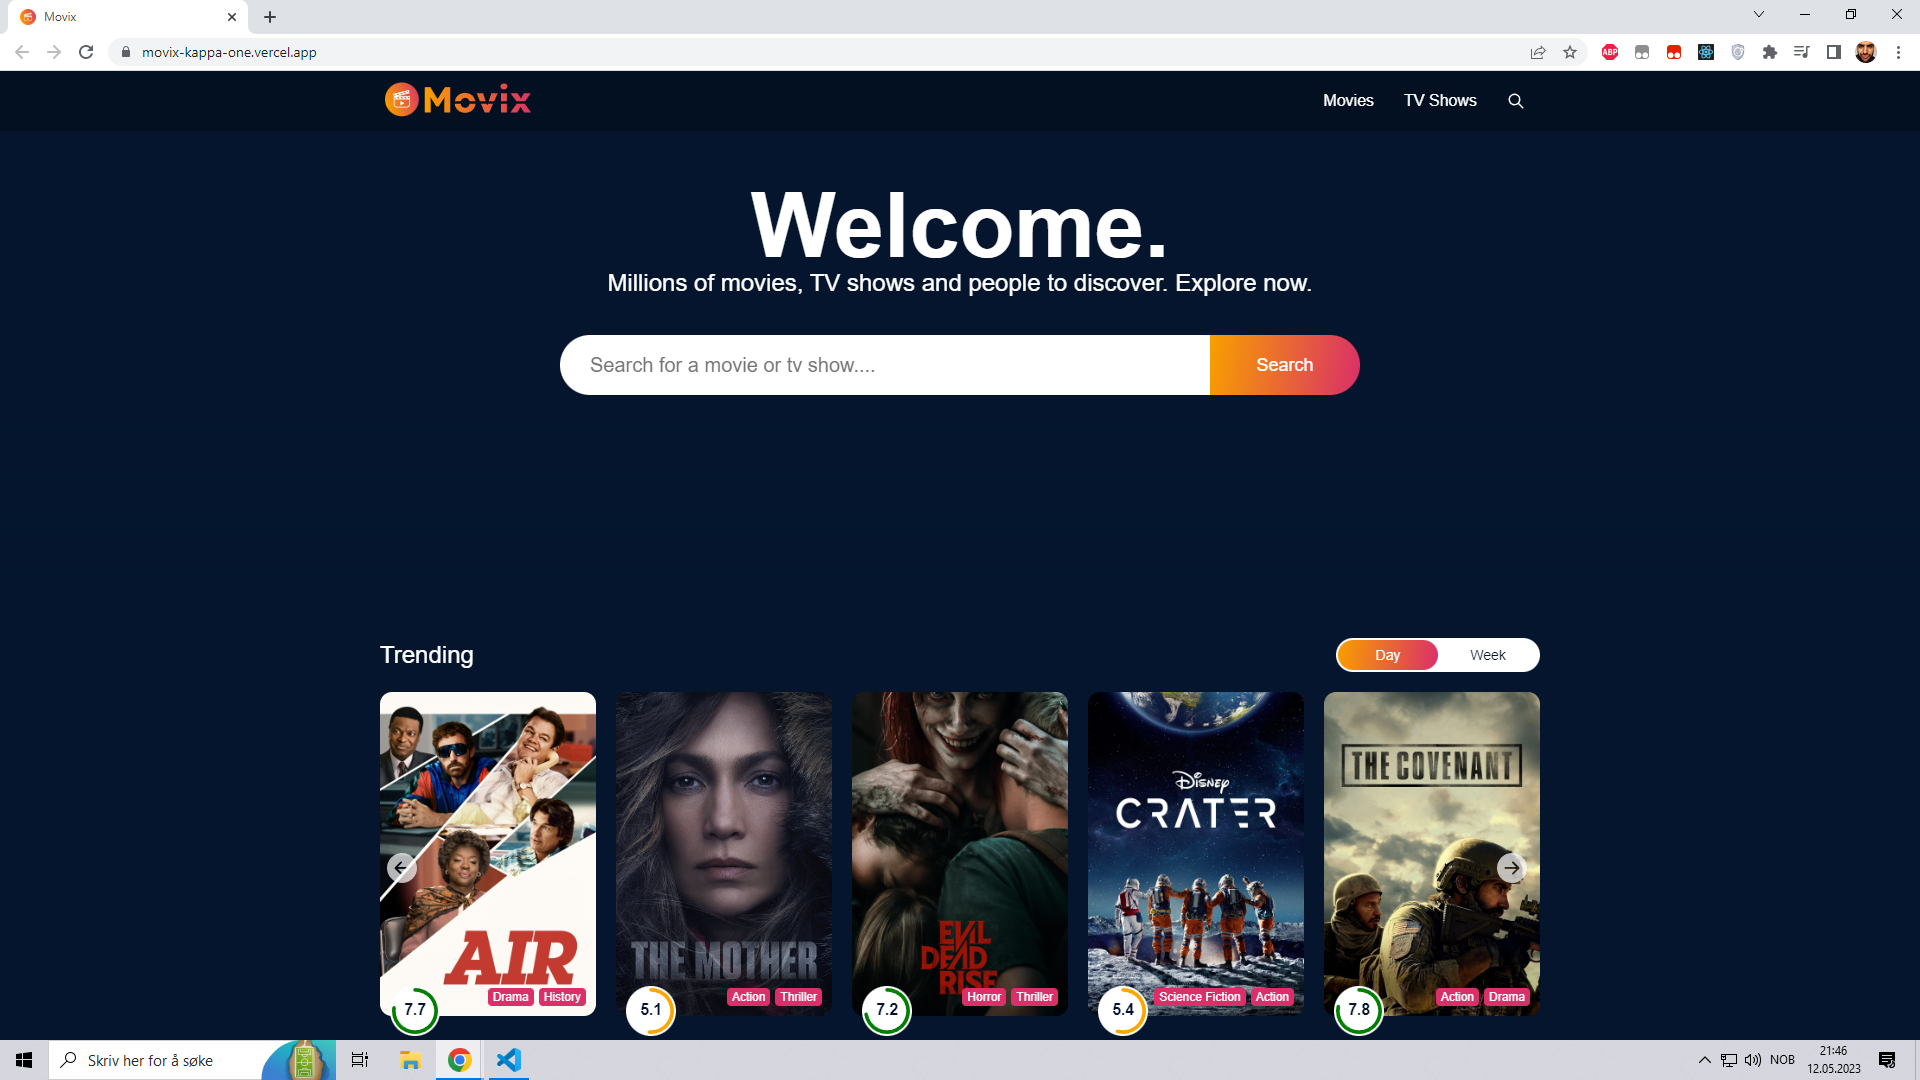 Movix
movix-kappa-one.vercel.app
ABP
Movix
Movies
TV Shows
Welcome.
Millions of movies, TV shows and people to discover. Explore now.
Search for a movie or tv show....
Search
Trending
Day
Week
AIR
Drama
History
7.7
THE MOTHER
Action
Thriller
5.1
EVIL
DEAD
RISE
Horror
Thriller
7.2
DISNEY
CRATER
Science Fiction
Action
5.4
THE COVENANT
Action
Drama
7.8
Skriv her for å søke
NOB
21:46
12.05.2023